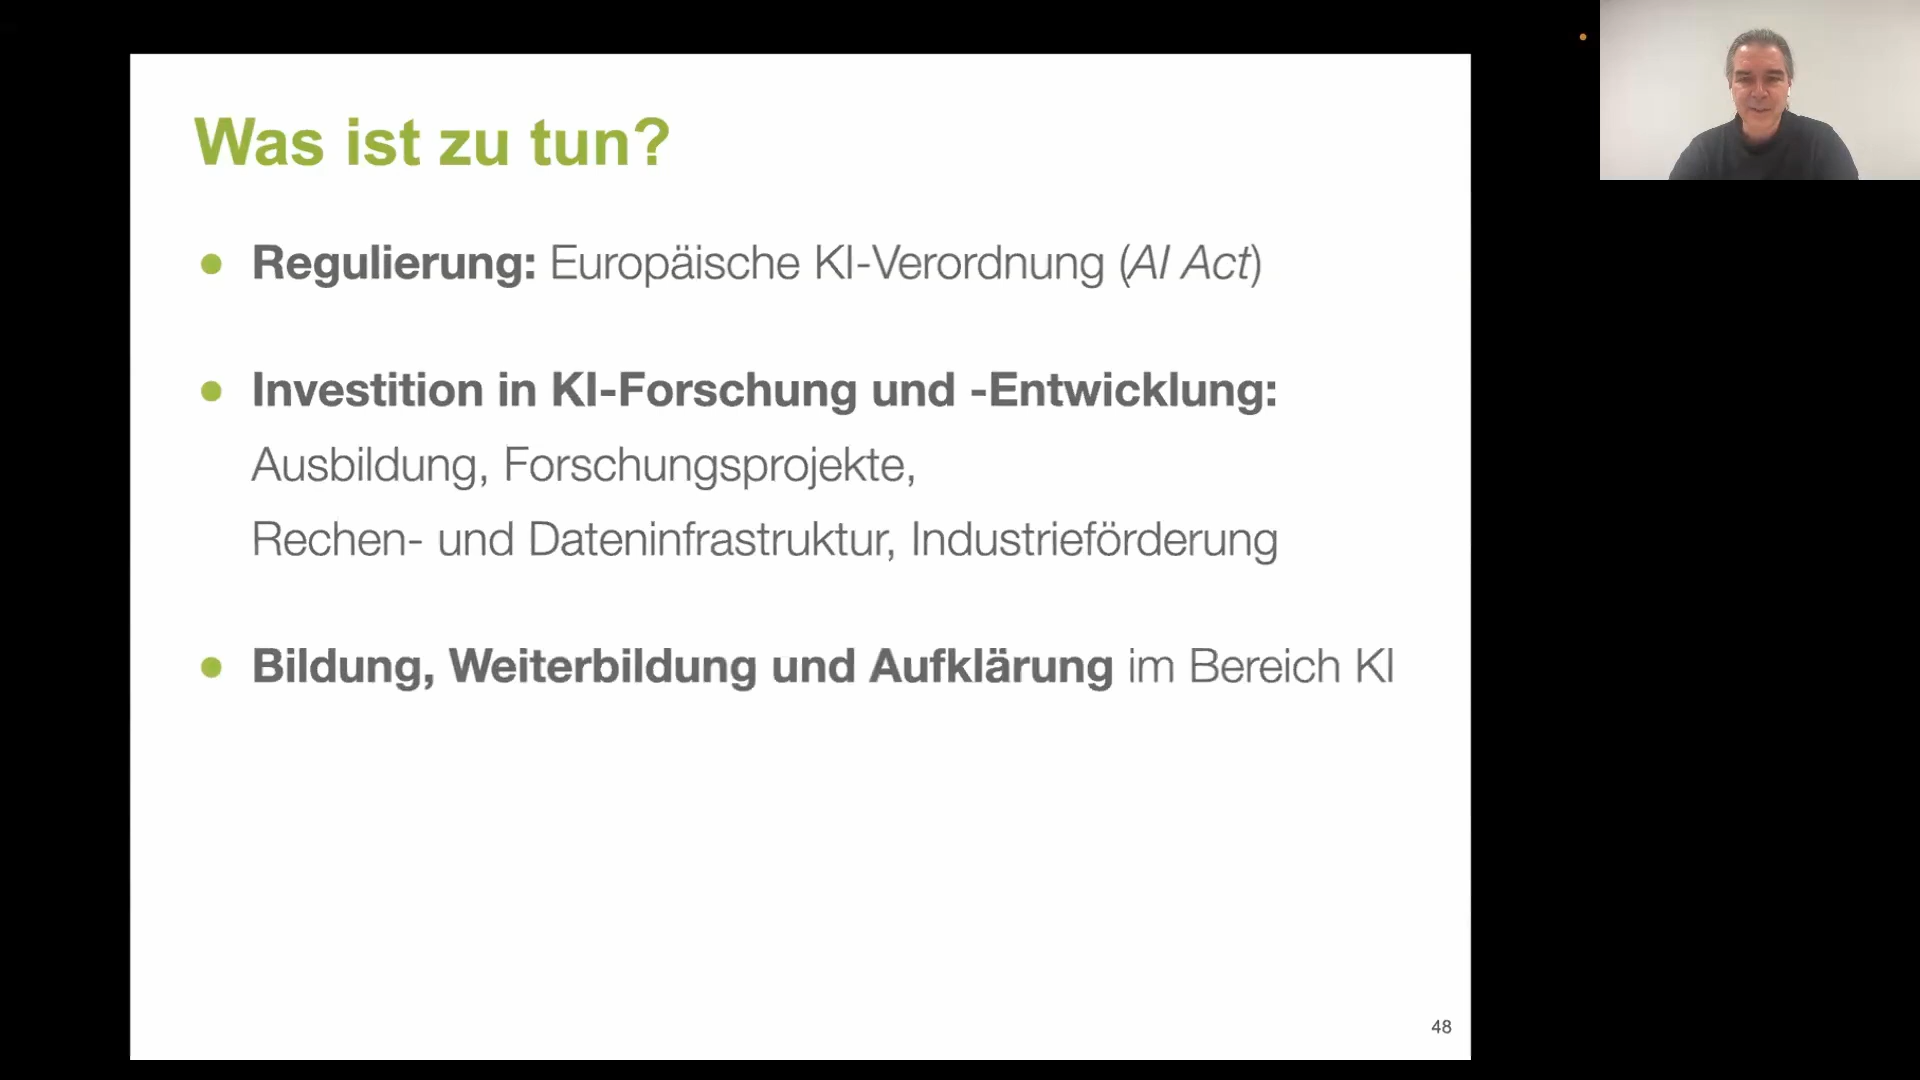 Was ist zu tun?
Regulierung: Europäische KI-Verordnung (AI Act)
Investition in KI-Forschung und -Entwicklung:
Ausbildung, Forschungsprojekte,
Rechen- und Dateninfrastruktur, Industrieförderung
Bildung, Weiterbildung und Aufklärung im Bereich KI
48